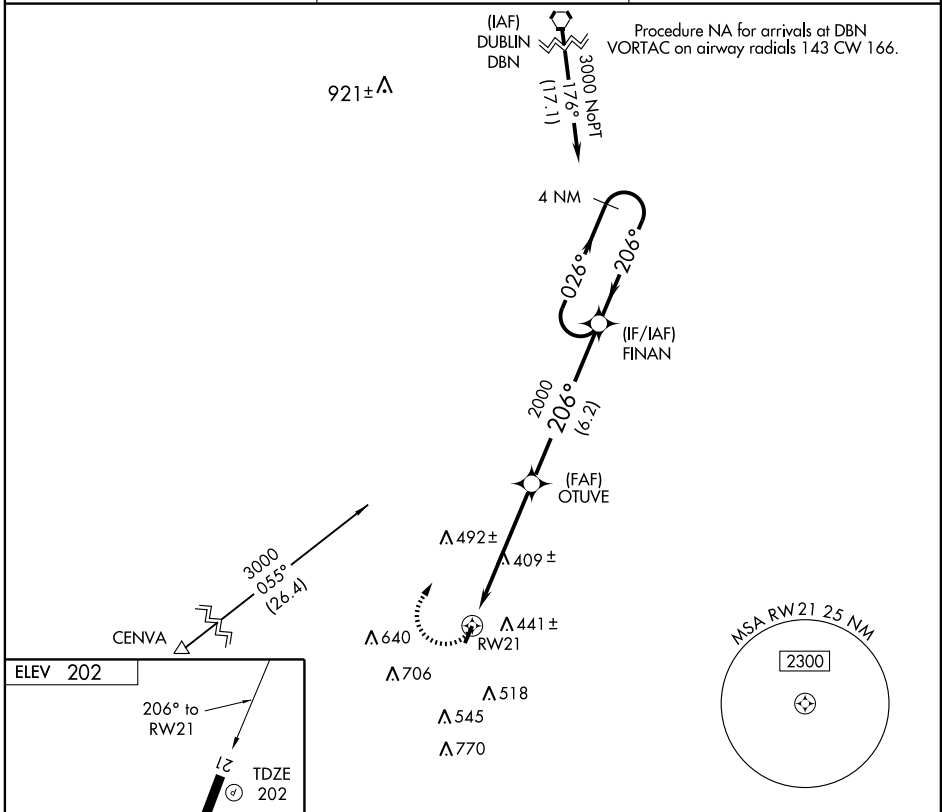 (IAF)
DUBLIN
DBN
Procedure NA for arrivals at DBN
VORTAC on airway radials 143 CW 166.
3000 NoPT
176°
(17.1)
921±
4 NM
026°
206°
(IF/IAF)
FINAN
2000
206°
(6.2)
(FAF)
OTUVE
492±
409±
3000
055°
(26.4)
CENVA
640
441±
RW21
706
518
545
770
MSA RW21 25 NM
2300
ELEV 202
206° to
RW21
21
TDZE
202
P